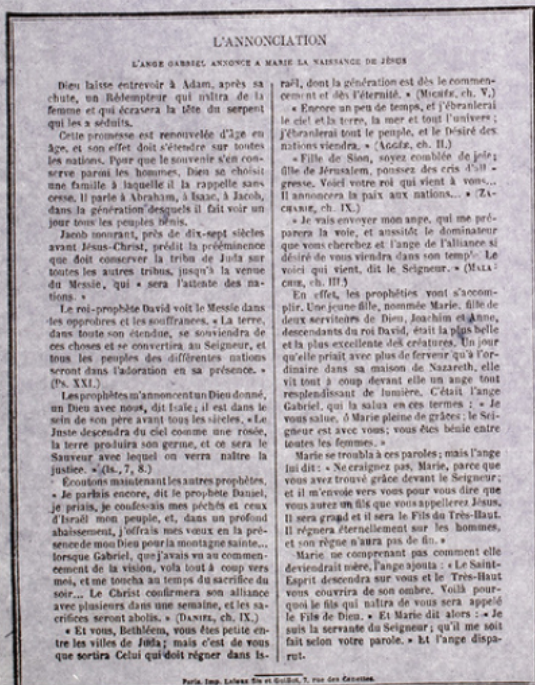 L'ANNONCIATION
L'ANGE GABRIEL ANNONCE A MARIE LA NAISSANCE DE JÉSUS
Dieu laisse entrevoir à Adam, après sa
chute, un Rédempteur qui naîtra de la
femme et qui écrasera la tête du serpent
qui les a séduits.
Cette promesse est renouvelée d'âge en
âge, et son effet doit s'étendre sur toutes
les nations. Pour que le souvenir s'en con-
serve parmi les hommes, Dieu se choisit
une famille à laquelle il la rappelle sans
cesse. Il parle à Abraham, à Isaac, à Jacob,
dans la génération desquels il fait voir un
jour tous les peuples bénis.
Jacob mourant, près de dix-sept siècles
avant Jésus-Christ, prédit la prééminence
que doit conserver la tribu de Juda sur
toutes les autres tribus, jusqu'à la venue
du Messie, qui « sera l'attente des na-
tions. »
Le roi-prophète David voit le Messie dans
les opprobres et les souffrances. « La terre,
dans toute son étendue, se souviendra de
ces choses et se convertira au Seigneur, et
tous les peuples des différentes nations
seront dans l'adoration en sa présence. »
(Ps. XXI.)
Les prophètes m'annoncent un Dieu donné,
un Dieu avec nous, dit Isaïe; il est dans le
sein de son père avant tous les siècles. « Le
Juste descendra du ciel comme une rosée,
la terre produira son germe, et ce sera le
Sauveur avec lequel on verra naître la
justice. » (Is., 7, 8.)
Écoutons maintenant les autres prophètes.
« Je parlais encore, dit le prophète Daniel,
je priais, je confessais mes péchés et ceux
d'Israël mon peuple, et, dans un profond
abaissement, j'offrais mes vœux en la pré-
sence de mon Dieu pour la montagne sainte...
lorsque Gabriel, que j'avais vu au commen-
cement de la vision, vola tout à coup vers
moi, et me toucha au temps du sacrifice du
soir... Le Christ confirmera son alliance
avec plusieurs dans une semaine, et les sa-
crifices seront abolis. » (DANIEL, ch. IX.)
« Et vous, Bethléem, vous êtes petite en-
tre les villes de Juda; mais c'est de vous
que sortira Celui qui doit régner dans Is-
raël, dont la génération est dès le commen-
cement et dès l'éternité. » (MICHÉE, ch. V.)
« Encore un peu de temps, et j'ébranlerai
le ciel et la terre, la mer et tout l'univers;
j'ébranlerai tout le peuple, et le Désiré des
nations viendra. » (AGGÉE, ch. II.)
« Fille de Sion, soyez comblée de joie;
fille de Jérusalem, poussez des cris d'all
gresse. Voici votre roi qui vient à vous...
Il annoncera la paix aux nations... » (ZA-
CHARIE, ch. IX.)
« Je vais envoyer mon ange, qui me pré-
parera la voie, et aussitôt le dominateur
que vous cherchez et l'ange de l'alliance si
désiré de vous viendra dans son temple. Le
voici qui vient, dit le Seigneur. » (MALA-
CHIE, ch. III.)
En effet, les prophéties vont s'accom-
plir. Une jeune fille, nommée Marie, fille de
deux serviteurs de Dieu, Joachim et Anne,
descendants du roi David, était la plus belle
et la plus excellente des créatures. Un jour
qu'elle priait avec plus de ferveur qu'à l'or-
dinaire dans sa maison de Nazareth, elle
vit tout à coup devant elle un ange tout
resplendissant de lumière. C'était l'ange
Gabriel, qui la salua en ces termes : « Je
vous salue, ô Marie pleine de grâces; le Sei-
gneur est avec vous; vous êtes bénie entre
toutes les femmes. »
Marie se troubla à ces paroles; mais l'ange
lui dit : « Ne craignez pas, Marie, parce que
vous avez trouvé grâce devant le Seigneur;
et il m'envoie vers vous pour vous dire que
vous aurez un fils que vous appellerez Jésus.
Il sera grand et il sera le Fils du Très-Haut.
Il régnera éternellement sur les hommes,
et son règne n'aura pas de fin. »
Marie ne comprenant pas comment elle
deviendrait mère, l'ange ajouta : « Le Saint-
Esprit descendra sur vous et le Très-Haut
vous couvrira de son ombre. Voilà pour-
quoi le fils qui naîtra de vous sera appelé
le Fils de Dieu. » Et Marie dit alors : « Je
suis la servante du Seigneur; qu'il me soit
fait selon votre parole. » Et l'ange dispa-
rut.
Paris. Imp. Laloux fils et Guillot, 7, rue des Canettes.